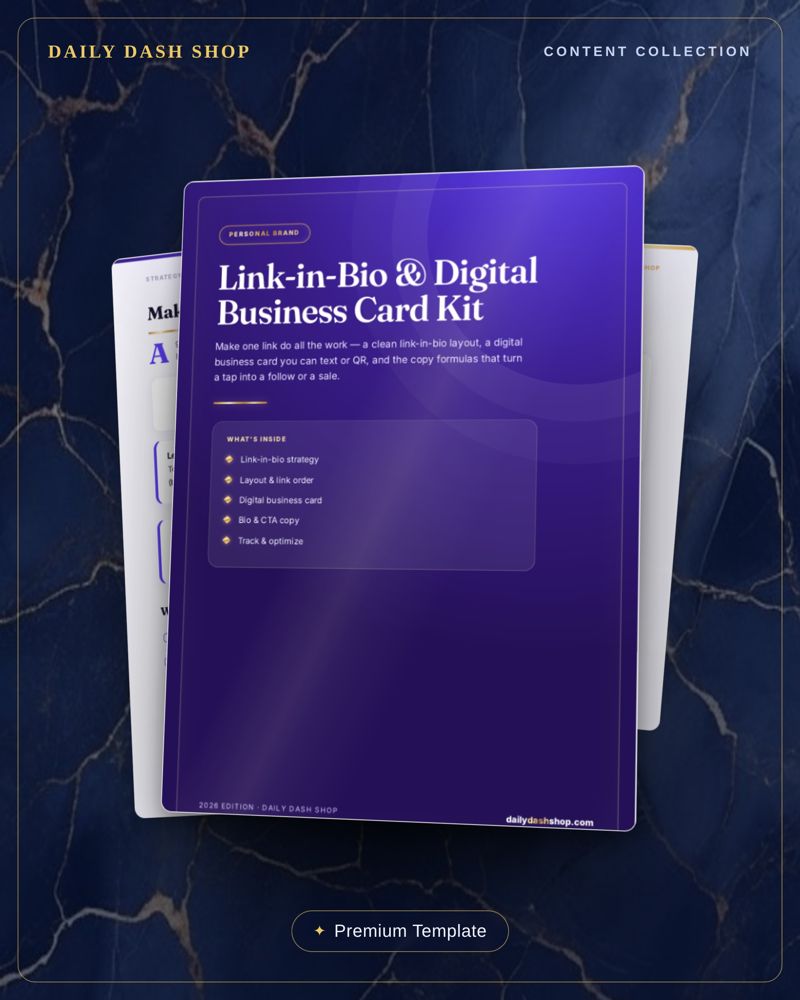 DAILY DASH SHOP
CONTENT COLLECTION
PERSONAL BRAND
Link-in-Bio & Digital
Business Card Kit
Make one link do all the work — a clean link-in-bio layout, a digital
business card you can text or QR, and the copy formulas that turn
a tap into a follow or a sale.
WHAT'S INSIDE
Link-in-bio strategy
Layout & link order
Digital business card
Bio & CTA copy
Track & optimize
2026 EDITION · DAILY DASH SHOP
dailydashshop.com
STRATEGY
Mak
A
✦ Premium Template